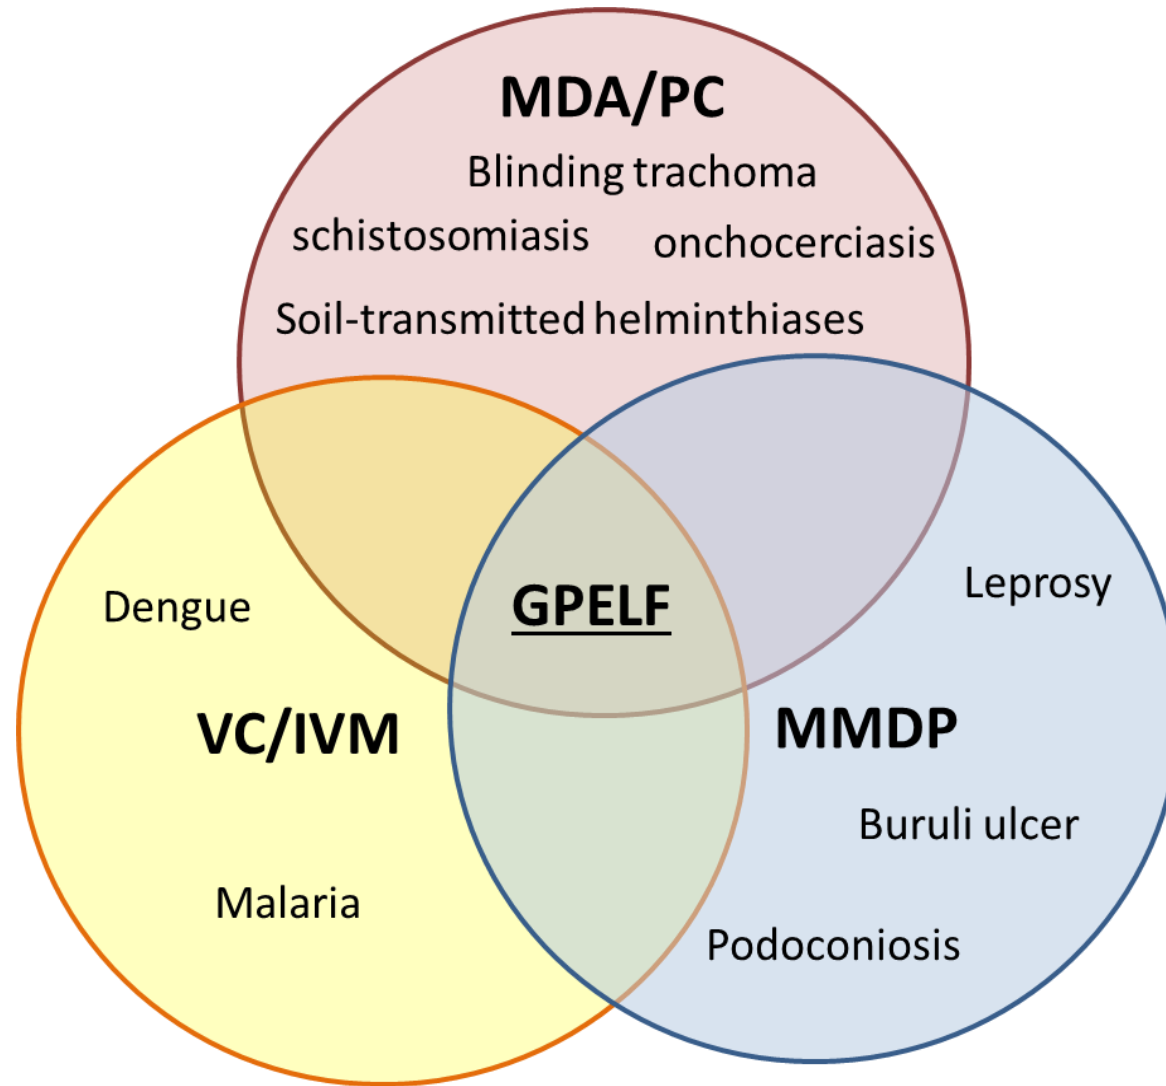 MDA/PC
Blinding trachoma
schistosomiasis
onchocerciasis
Soil-transmitted helminthiases
Dengue
GPELF
Leprosy
VC/IVM
MMDP
Buruli ulcer
Malaria
Podoconiosis